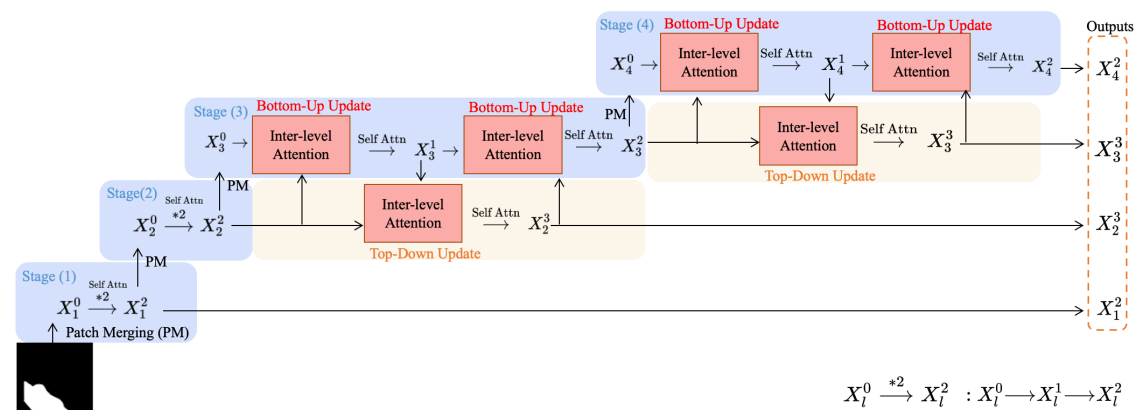 Stage (4)
Bottom-Up Update
Bottom-Up Update
Outputs
X_4^0 → Inter-level Attention Self Attn → X_4^1 → Inter-level Attention Self Attn → X_4^2
X_4^2
Stage (3)
Bottom-Up Update
Bottom-Up Update
PM
X_3^0 → Inter-level Attention Self Attn → X_3^1 → Inter-level Attention Self Attn → X_3^2
Inter-level Attention Self Attn → X_3^3
X_3^3
Top-Down Update
Stage(2)
PM
X_2^0 Self Attn *2 → X_2^2
Inter-level Attention Self Attn → X_2^3
X_2^3
Top-Down Update
PM
Stage (1)
X_1^0 Self Attn *2 → X_1^2
X_1^2
Patch Merging (PM)
X_l^0 *2 → X_l^2 : X_l^0 → X_l^1 → X_l^2